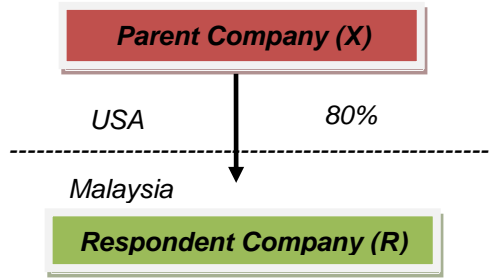 Parent Company (X)
USA 80%
Malaysia
Respondent Company (R)